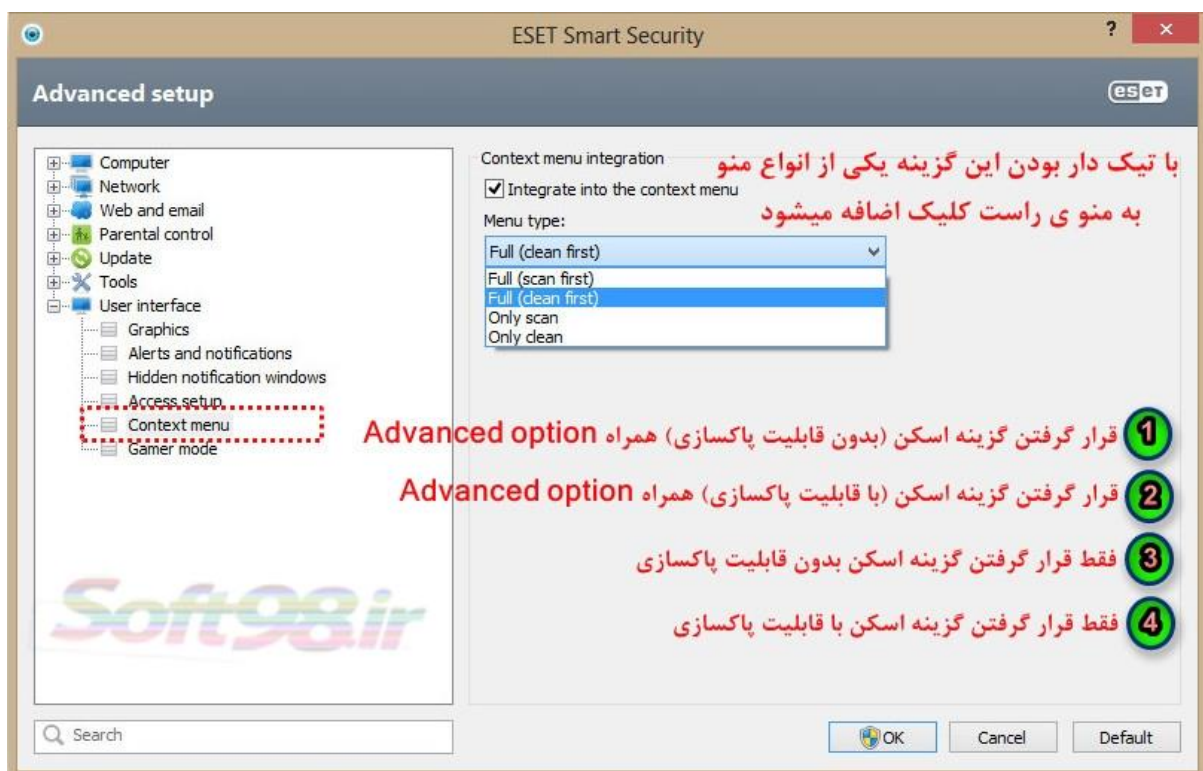 ESET Smart Security
?
Advanced setup
eseT
Computer
Network
Web and email
Parental control
Update
Tools
User interface
Graphics
Alerts and notifications
Hidden notification windows
Access setup
Context menu
Gamer mode
Context menu integration
با تیک دار بودن این گزینه یکی از انواع منو
Integrate into the context menu
به منو ی راست کلیک اضافه میشود
Menu type:
Full (clean first)
Full (scan first)
Full (clean first)
Only scan
Only clean
1 قرار گرفتن گزینه اسکن (بدون قابلیت پاکسازی) همراه Advanced option
2 قرار گرفتن گزینه اسکن (با قابلیت پاکسازی) همراه Advanced option
3 فقط قرار گرفتن گزینه اسکن بدون قابلیت پاکسازی
4 فقط قرار گرفتن گزینه اسکن با قابلیت پاکسازی
Soft98.ir
Search
OK
Cancel
Default